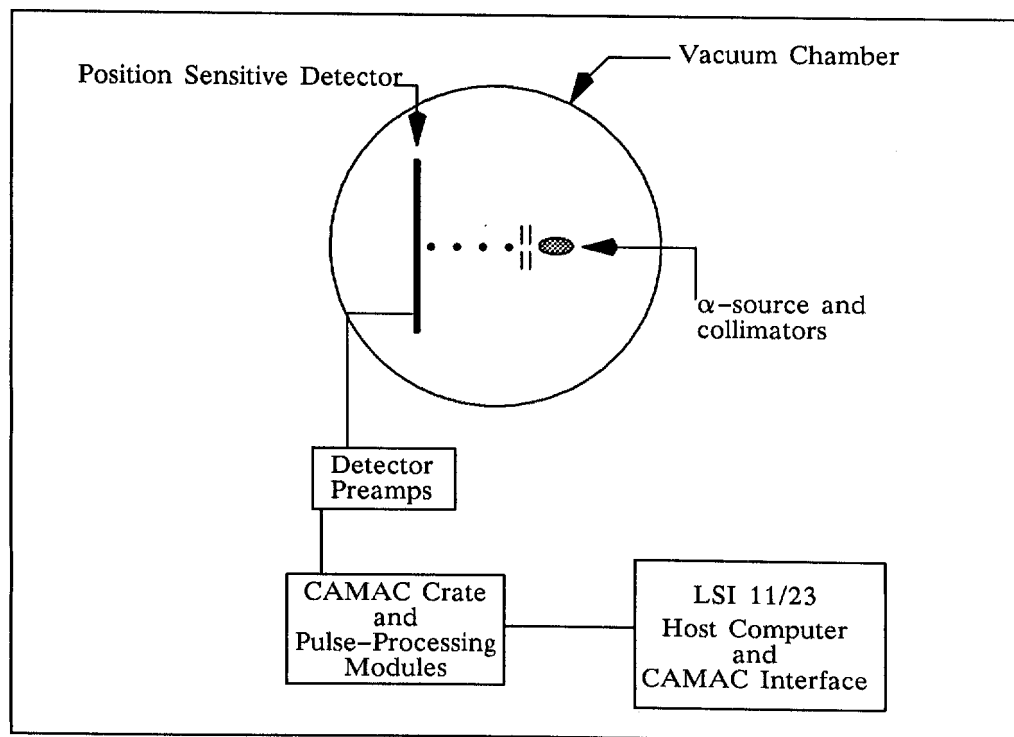 Vacuum Chamber
Position Sensitive Detector
α-source and
collimators
Detector
Preamps
CAMAC Crate
and
Pulse-Processing
Modules
LSI 11/23
Host Computer
and
CAMAC Interface